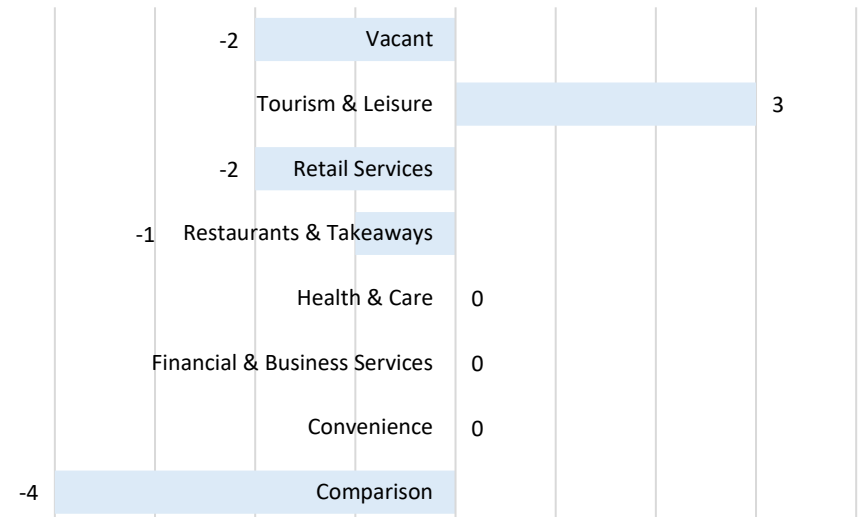 -2 Vacant
Tourism & Leisure 3
-2 Retail Services
-1 Restaurants & Takeaways
Health & Care 0
Financial & Business Services 0
Convenience 0
-4 Comparison